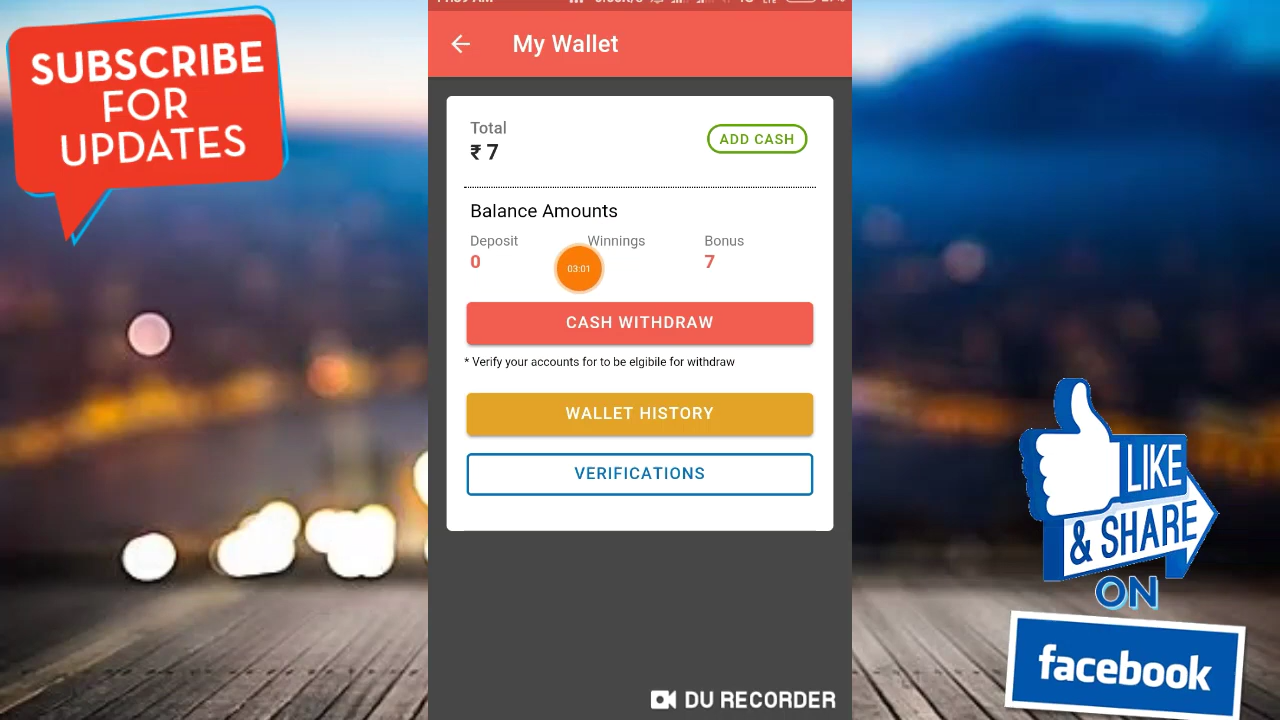 SUBSCRIBE
FOR
UPDATES
My Wallet
Total
₹ 7
ADD CASH
Balance Amounts
Deposit Winnings Bonus
0 03:01 7
CASH WITHDRAW
* Verify your accounts for to be elgibile for withdraw
WALLET HISTORY
VERIFICATIONS
LIKE
& SHARE
ON
facebook
DU RECORDER